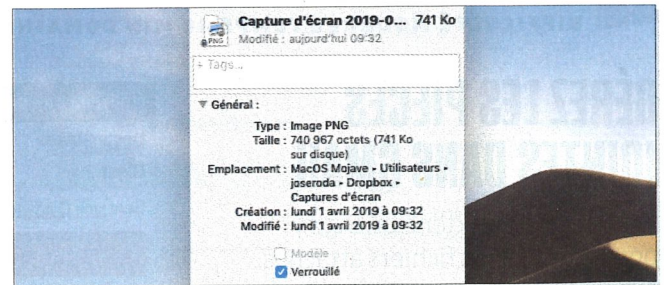 Capture d'écran 2019-0... 741 Ko
Modifié : aujourd'hui 09:32
PNG
+ Tags...
▼ Général :
Type : Image PNG
Taille : 740 967 octets (741 Ko
sur disque)
Emplacement : MacOS Mojave ▸ Utilisateurs ▸
joseroda ▸ Dropbox ▸
Captures d'écran
Création : lundi 1 avril 2019 à 09:32
Modifié : lundi 1 avril 2019 à 09:32
Modèle
Verrouillé